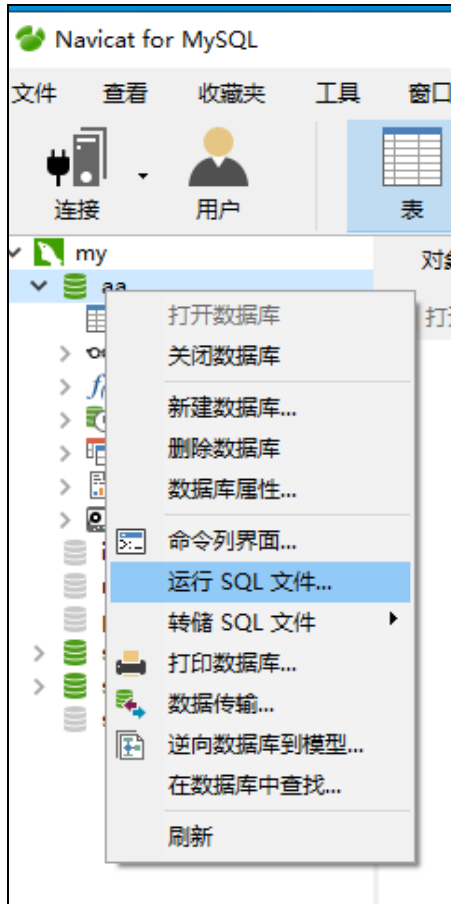 Navicat for MySQL
文件 查看 收藏夹 工具 窗口
连接 用户 表
my
aa
对
打开数据库
关闭数据库
新建数据库...
删除数据库
数据库属性...
命令列界面...
运行 SQL 文件...
转储 SQL 文件
打印数据库...
数据传输...
逆向数据库到模型...
在数据库中查找...
刷新